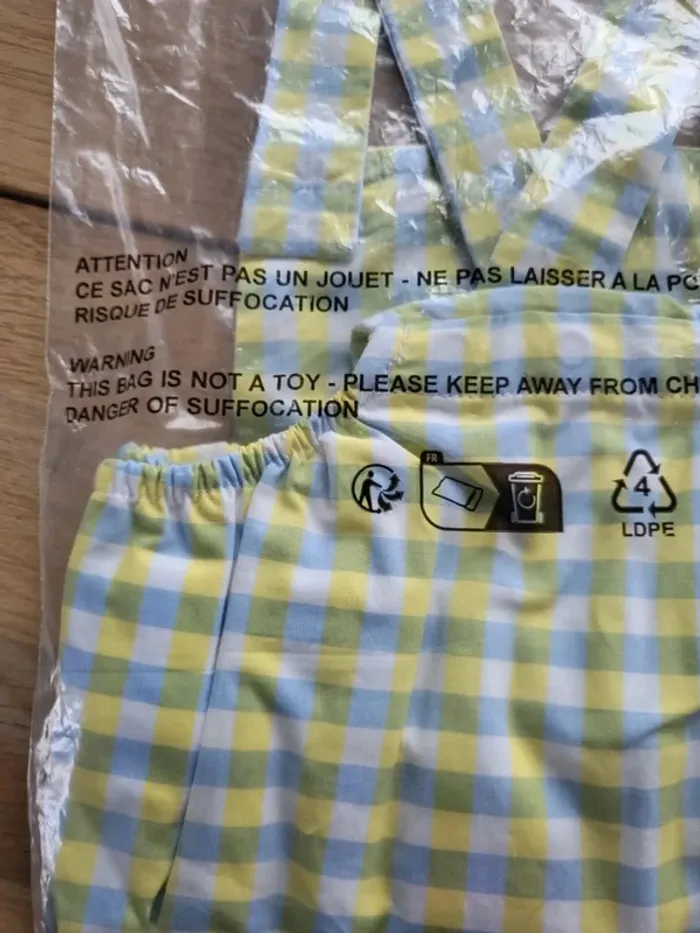 ATTENTION
CE SAC N'EST PAS UN JOUET - NE PAS LAISSER A LA
RISQUE DE SUFFOCATION
WARNING
THIS BAG IS NOT A TOY - PLEASE KEEP AWAY FROM
DANGER OF SUFFOCATION
FR
4
LDPE